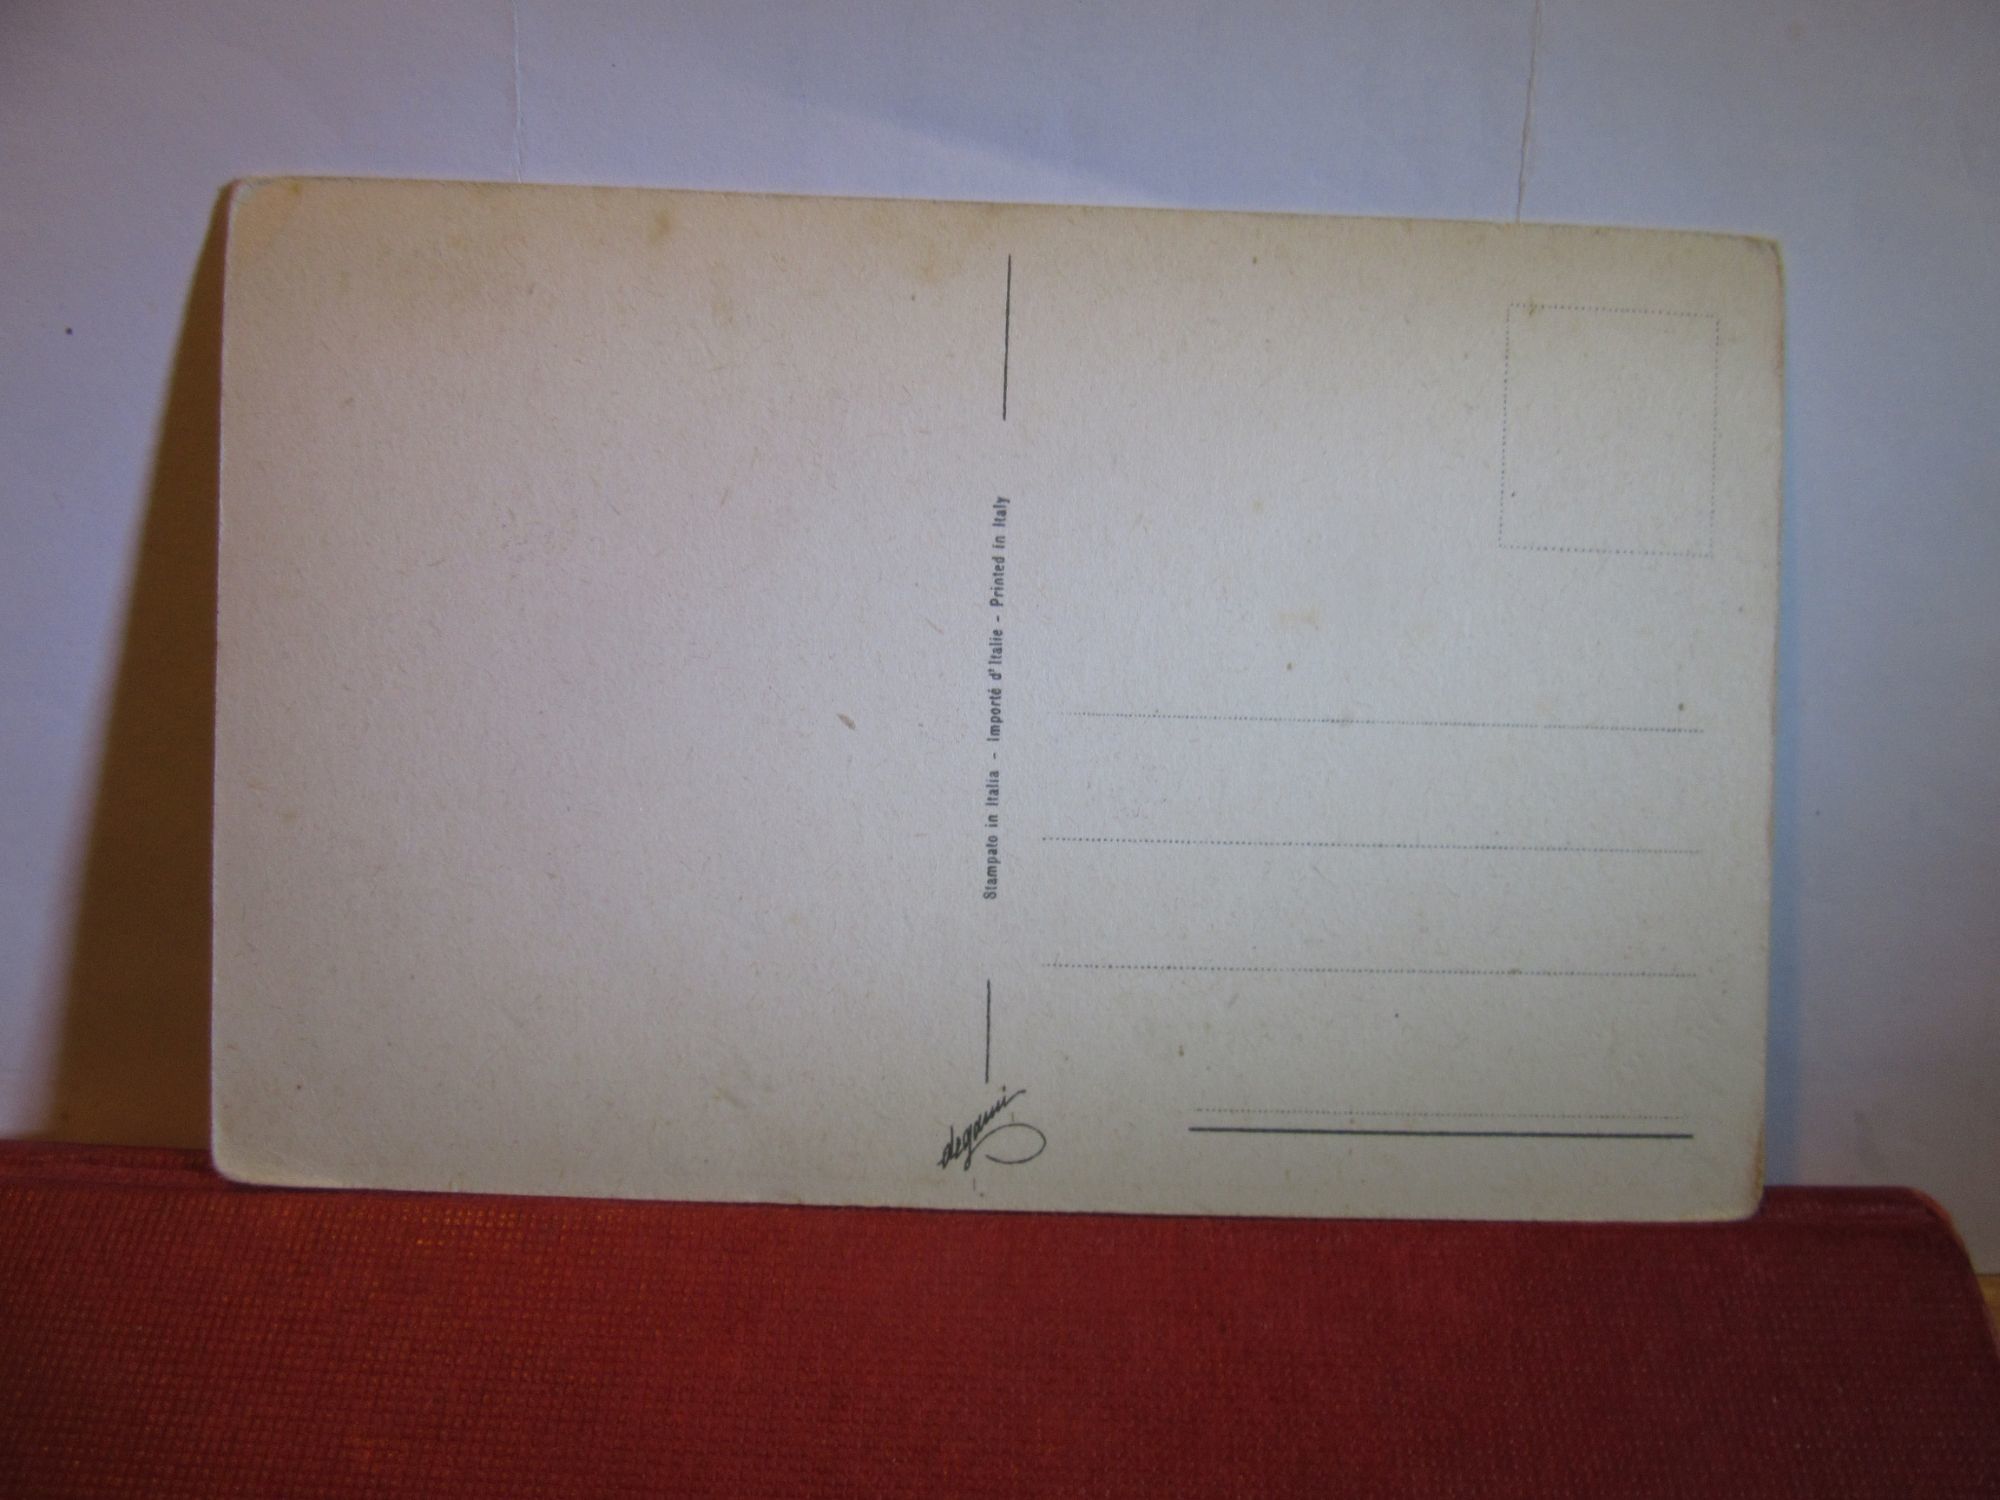 Stampato in Italia - Importé d'Italie - Printed in Italy
degami